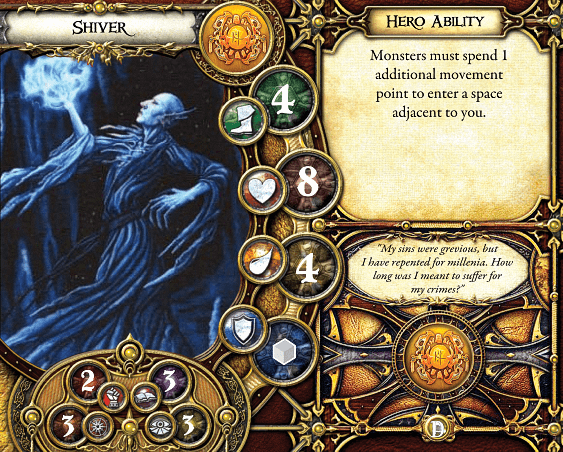 Shiver
Hero Ability
Monsters must spend 1
additional movement
point to enter a space
adjacent to you.
4
8
4
"My sins were grevious, but
I have repented for millenia. How
long was I meant to suffer for
my crimes?"
2
3
3
3